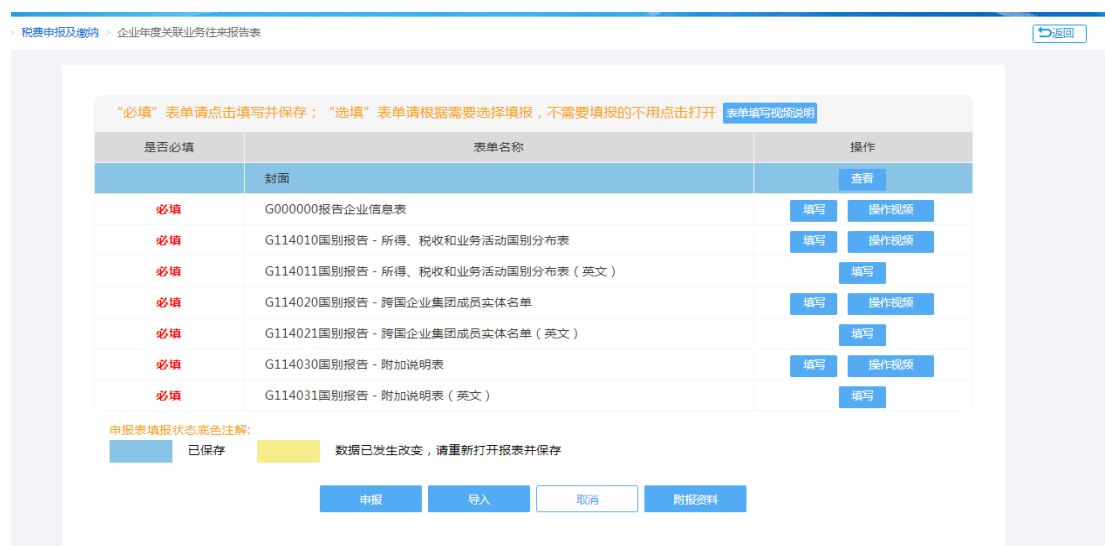 > 税费申报及缴纳 > 企业年度关联业务往来报告表
返回
“必填”表单请点击填写并保存；“选填”表单请根据需要选择填报，不需要填报的不用点击打开 表单填写视频说明
是否必填 表单名称 操作
封面 查看
必填 G000000报告企业信息表 填写 操作视频
必填 G114010国别报告 - 所得、税收和业务活动国别分布表 填写 操作视频
必填 G114011国别报告 - 所得、税收和业务活动国别分布表（英文） 填写
必填 G114020国别报告 - 跨国企业集团成员实体名单 填写 操作视频
必填 G114021国别报告 - 跨国企业集团成员实体名单（英文） 填写
必填 G114030国别报告 - 附加说明表 填写 操作视频
必填 G114031国别报告 - 附加说明表（英文） 填写
申报表填报状态底色注解:
已保存 数据已发生改变，请重新打开报表并保存
申报 导入 取消 附报资料